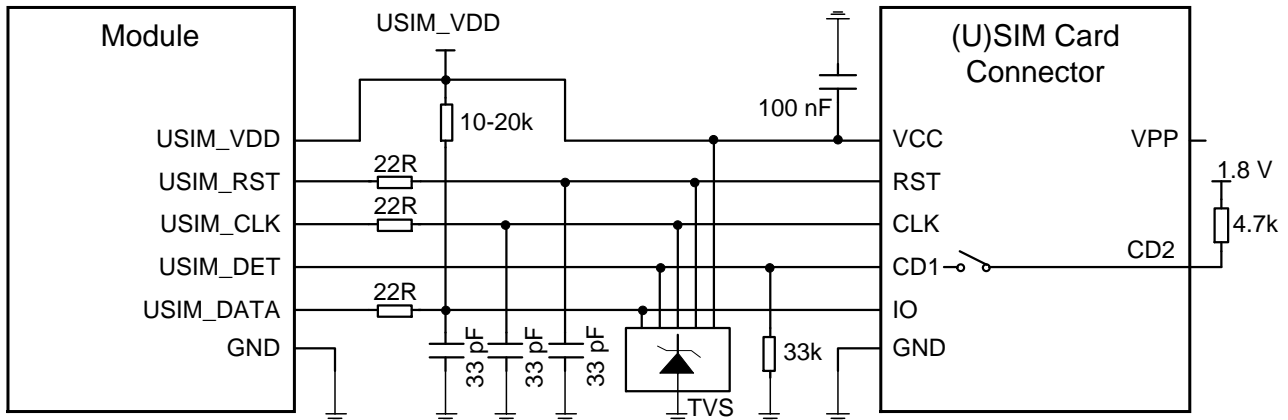 Module
USIM_VDD
(U)SIM Card
Connector
100 nF
10-20k
USIM_VDD
VCC
VPP
22R
USIM_RST
RST
1.8 V
22R
USIM_CLK
CLK
4.7k
USIM_DET
CD1
CD2
22R
USIM_DATA
IO
GND
33 pF
33 pF
33 pF
33k
GND
TVS